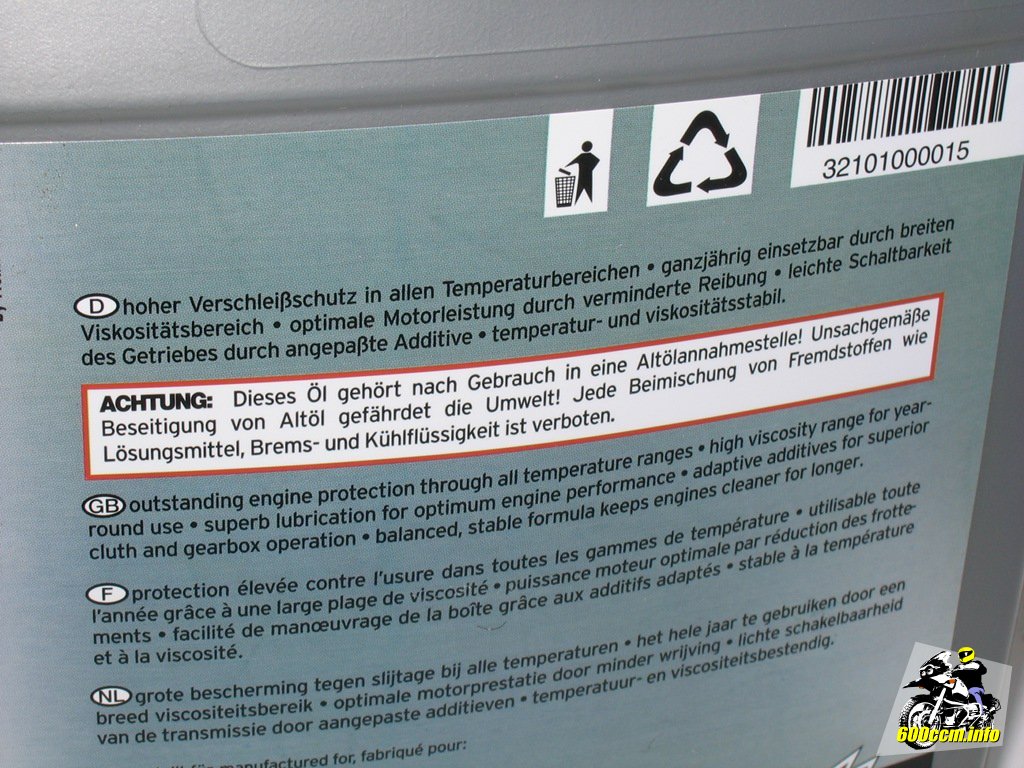 32101000015
D hoher Verschleißschutz in allen Temperaturbereichen • ganzjährig einsetzbar durch breiten
Viskositätsbereich • optimale Motorleistung durch verminderte Reibung • leichte Schaltbarkeit
des Getriebes durch angepaßte Additive • temperatur- und viskositätsstabil.
ACHTUNG: Dieses Öl gehört nach Gebrauch in eine Altölannahmestelle! Unsachgemäße
Beseitigung von Altöl gefährdet die Umwelt! Jede Beimischung von Fremdstoffen wie
Lösungsmittel, Brems- und Kühlflüssigkeit ist verboten.
GB outstanding engine protection through all temperature ranges • high viscosity range for year-
round use • superb lubrication for optimum engine performance • adaptive additives for superior
cluth and gearbox operation • balanced, stable formula keeps engines cleaner for longer.
F protection élevée contre l'usure dans toutes les gammes de température • utilisable toute
l'année grâce à une large plage de viscosité • puissance moteur optimale par réduction des frotte-
ments • facilité de manœuvrage de la boîte grâce aux additifs adaptés • stable à la température
et à la viscosité.
NL grote bescherming tegen slijtage bij alle temperaturen • het hele jaar te gebruiken door een
breed viscositeitsbereik • optimale motorprestatie door minder wrijving • lichte schakelbaarheid
van de transmissie door aangepaste additieven • temperatuur- en viscositeitsbestendig.
manufactured for, fabriqué pour:
600ccm.info